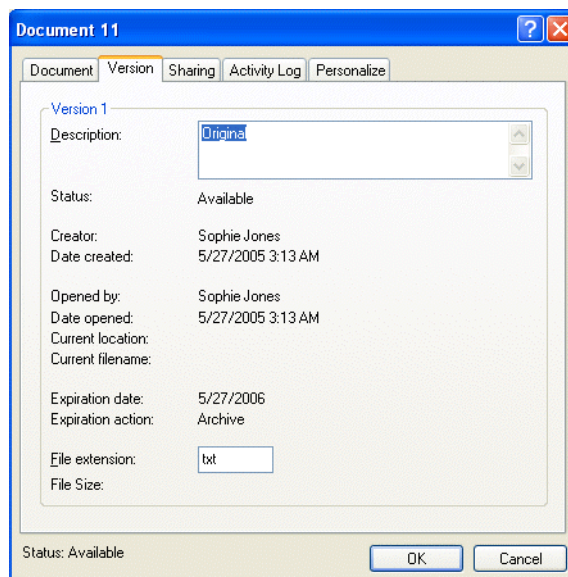 Document 11
Document Version Sharing Activity Log Personalize
Version 1
Description: Original
Status: Available
Creator: Sophie Jones
Date created: 5/27/2005 3:13 AM
Opened by: Sophie Jones
Date opened: 5/27/2005 3:13 AM
Current location:
Current filename:
Expiration date: 5/27/2006
Expiration action: Archive
File extension: txt
File Size:
Status: Available OK Cancel